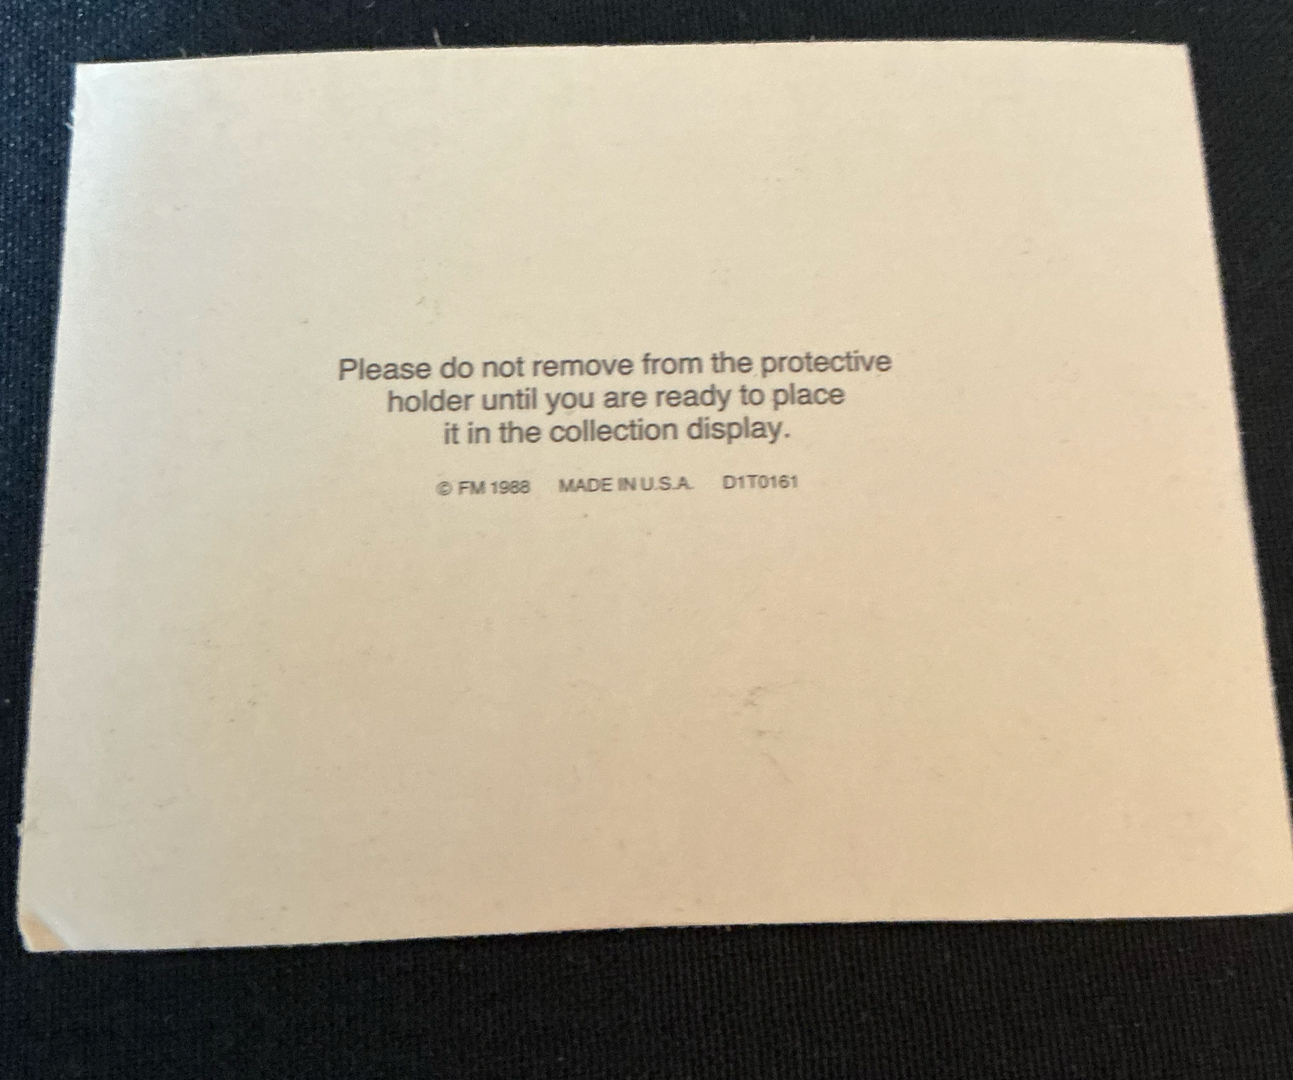 Please do not remove from the protective
holder until you are ready to place
it in the collection display.
© FM 1988 MADE IN U.S.A. D1T0161